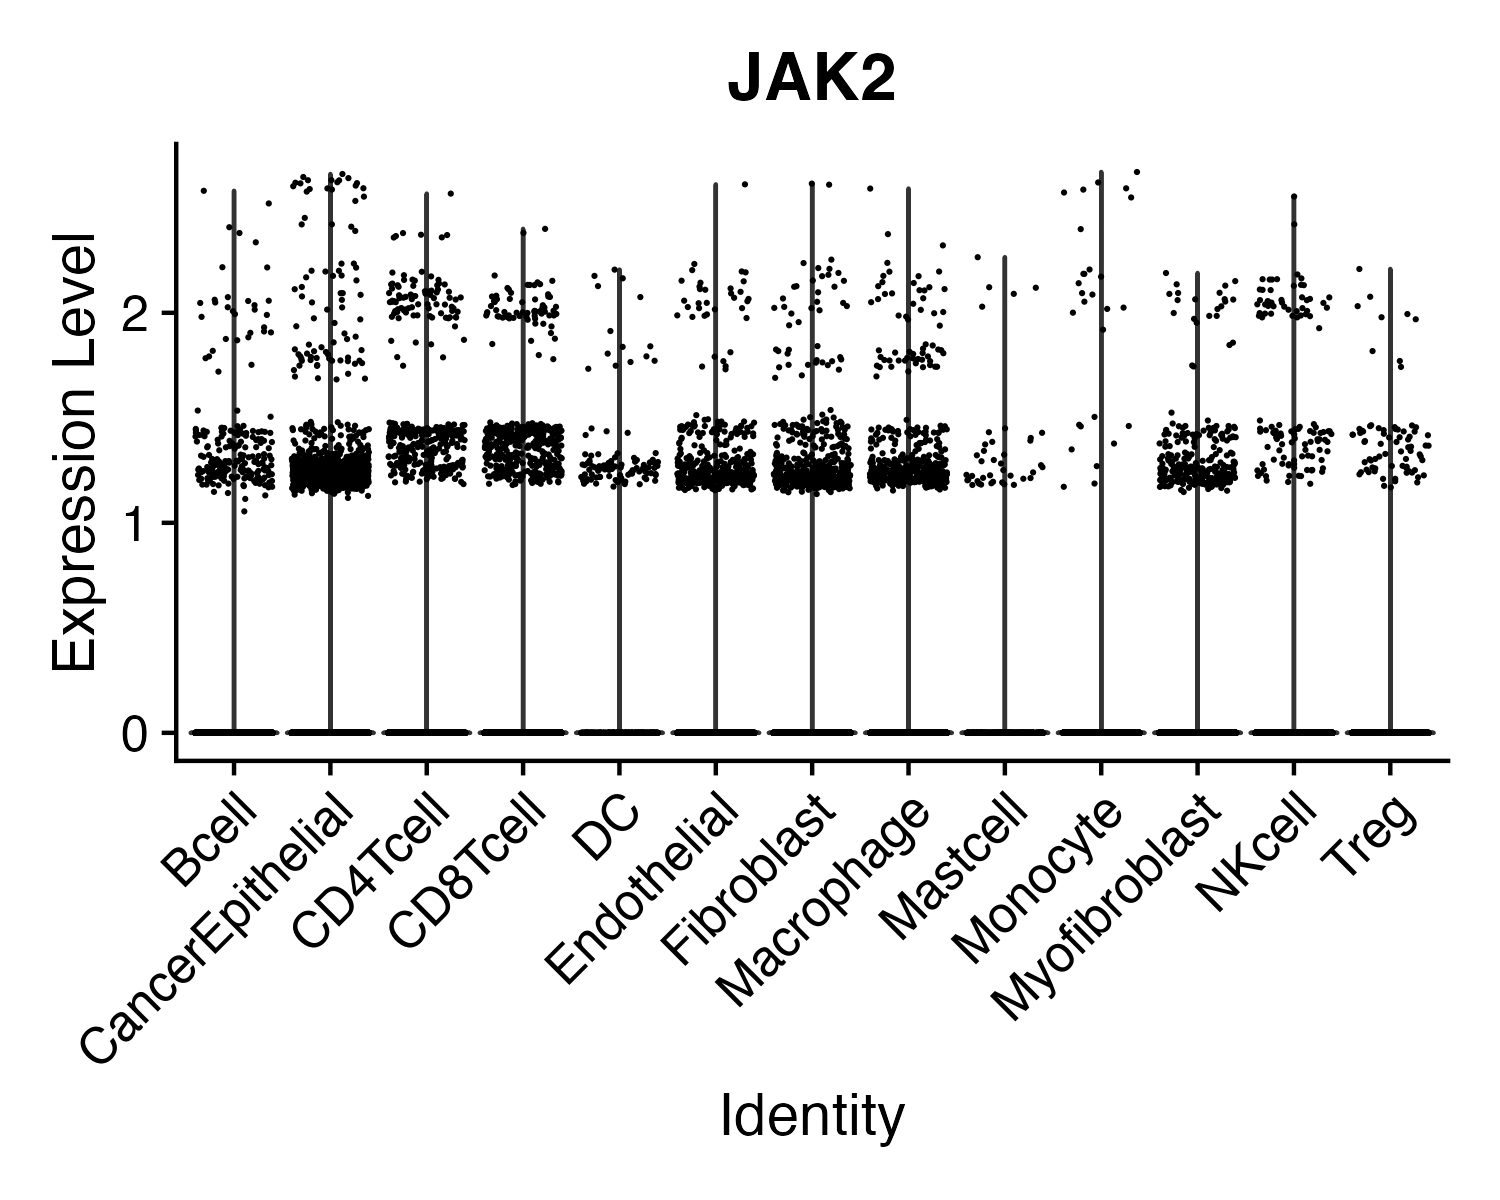 JAK2
Expression Level
2
1
0
Bcell
CancerEpithelial
CD4Tcell
CD8Tcell
DC
Endothelial
Fibroblast
Macrophage
Mastcell
Monocyte
Myofibroblast
NKcell
Treg
Identity